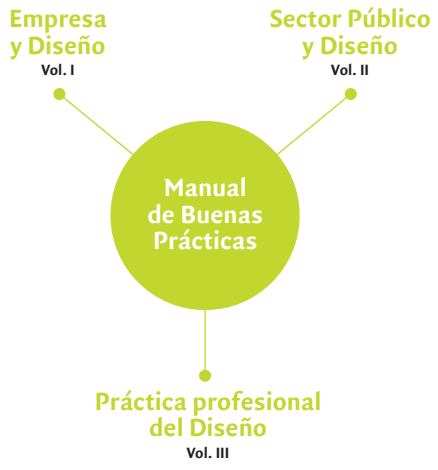 Empresa
y Diseño
Vol. I
Sector Público
y Diseño
Vol. II
Manual
de Buenas
Prácticas
Práctica profesional
del Diseño
Vol. III